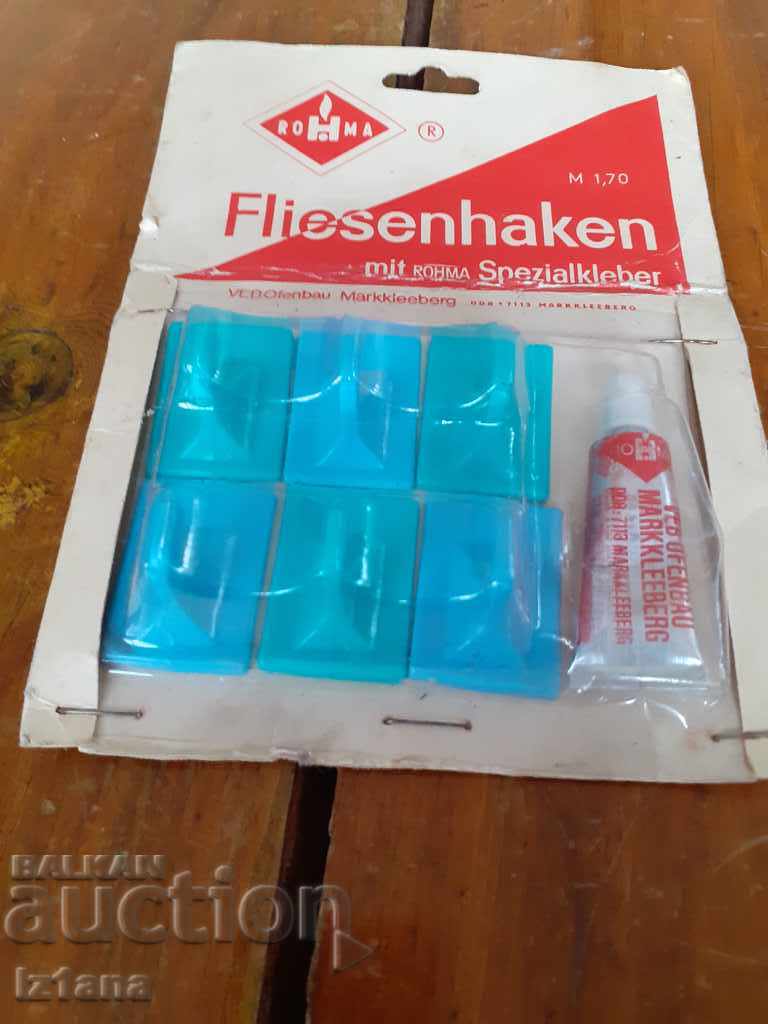 ROHMA
®
M 1,70
Fliesenhaken
mit ROHMA Spezialkleber
VEB Ofenbau Markkleeberg DDR • 7113 MARKKLEEBERG
VEB OFENBAU
MARKKLEEBERG
DDR • 7113 MARKKLEEBERG
BALKAN
auction
Iz1ana